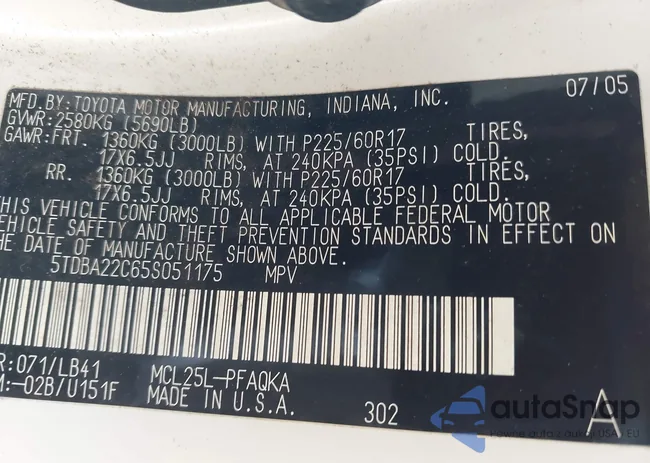 MFD.BY:TOYOTA MOTOR MANUFACTURING, INDIANA, INC. 07/05
GVWR:2580KG (5690LB)
GAWR:FRT. 1360KG (3000LB) WITH P225/60R17 TIRES,
17X6.5JJ RIMS, AT 240KPA (35PSI) COLD.
RR. 1360KG (3000LB) WITH P225/60R17 TIRES,
17X6.5JJ RIMS, AT 240KPA (35PSI) COLD.
THIS VEHICLE CONFORMS TO ALL APPLICABLE FEDERAL MOTOR
VEHICLE SAFETY AND THEFT PREVENTION STANDARDS IN EFFECT ON
THE DATE OF MANUFACTURE SHOWN ABOVE.
5TDBA22C65S051175 MPV
R:071/LB41 MCL25L-PFAQKA
M:-02B/U151F MADE IN U.S.A. 302 A
autoSnap